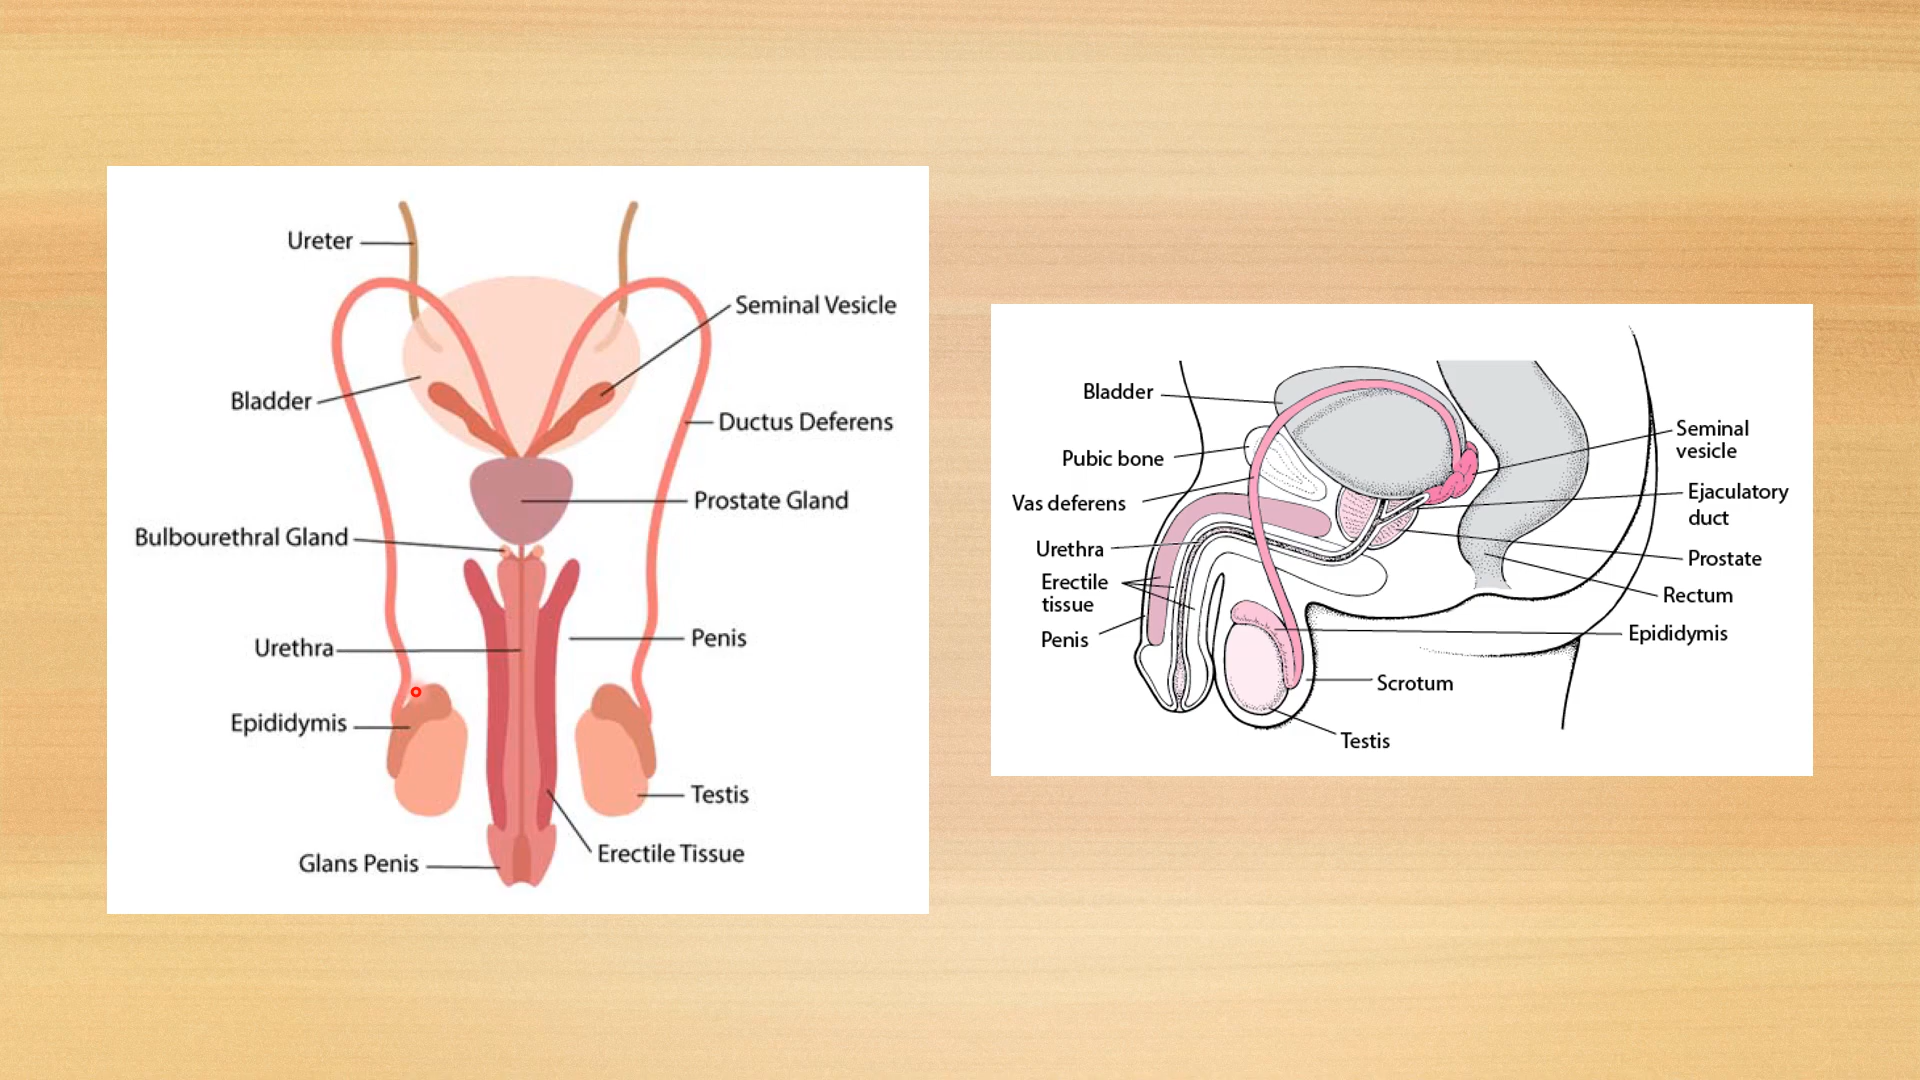 Ureter
Seminal Vesicle
Bladder
Ductus Deferens
Prostate Gland
Bulbourethral Gland
Urethra
Penis
Epididymis
Testis
Erectile Tissue
Glans Penis
Bladder
Pubic bone
Vas deferens
Urethra
Erectile
tissue
Penis
Seminal
vesicle
Ejaculatory
duct
Prostate
Rectum
Epididymis
Scrotum
Testis